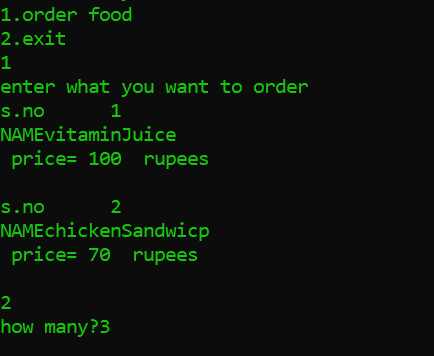 1.order food
2.exit
1
enter what you want to order
s.no      1
NAMEvitaminJuice
 price= 100  rupees

s.no      2
NAMEchickenSandwicp
 price= 70  rupees

2
how many?3